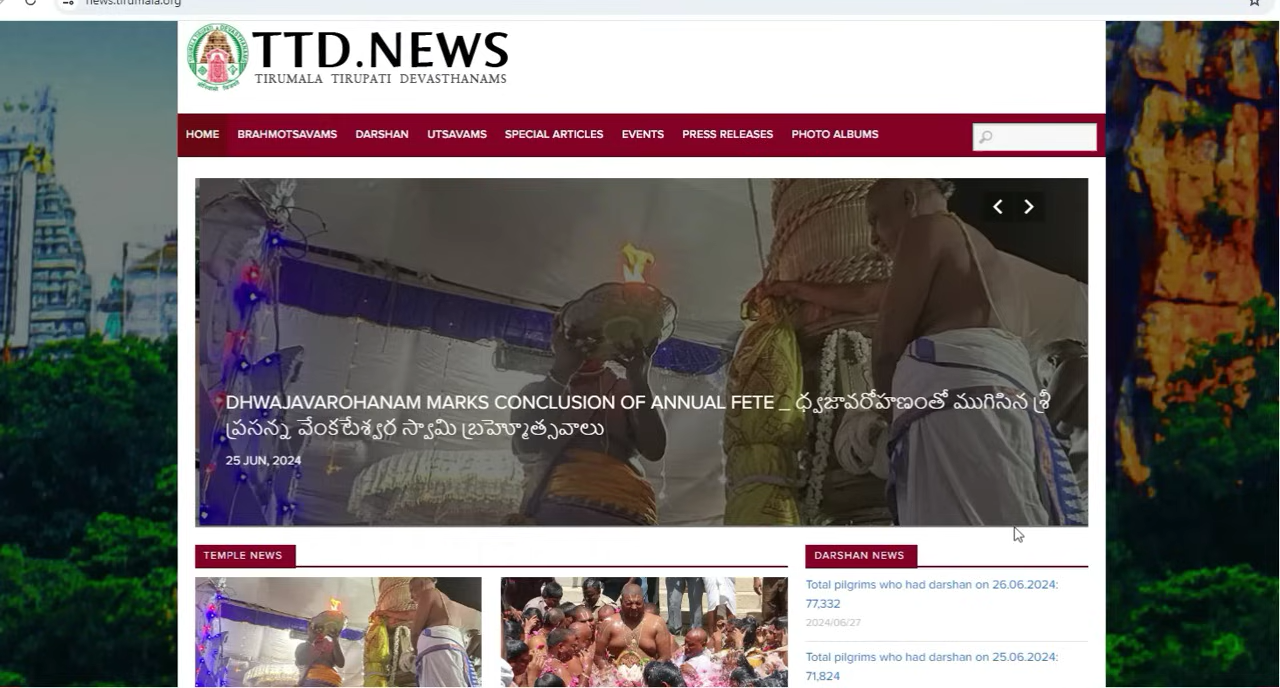 news.tirumala.org
TTD.NEWS
TIRUMALA TIRUPATI DEVASTHANAMS
HOME BRAHMOTSAVAMS DARSHAN UTSAVAMS SPECIAL ARTICLES EVENTS PRESS RELEASES PHOTO ALBUMS
DHWAJAVAROHANAM MARKS CONCLUSION OF ANNUAL FETE _ ధ్వజావరోహణంతో ముగిసిన శ్రీ
ప్రసన్న వేంకటేశ్వర స్వామి బ్రహ్మోత్సవాలు
25 JUN, 2024
TEMPLE NEWS
DARSHAN NEWS
Total pilgrims who had darshan on 26.06.2024:
77,332
2024/06/27
Total pilgrims who had darshan on 25.06.2024:
71,824